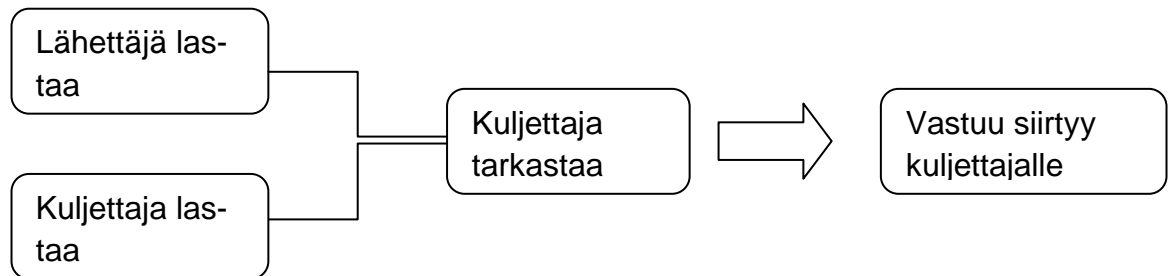 Lähettäjä las-
taa
Kuljettaja las-
taa
Kuljettaja
tarkastaa
Vastuu siirtyy
kuljettajalle